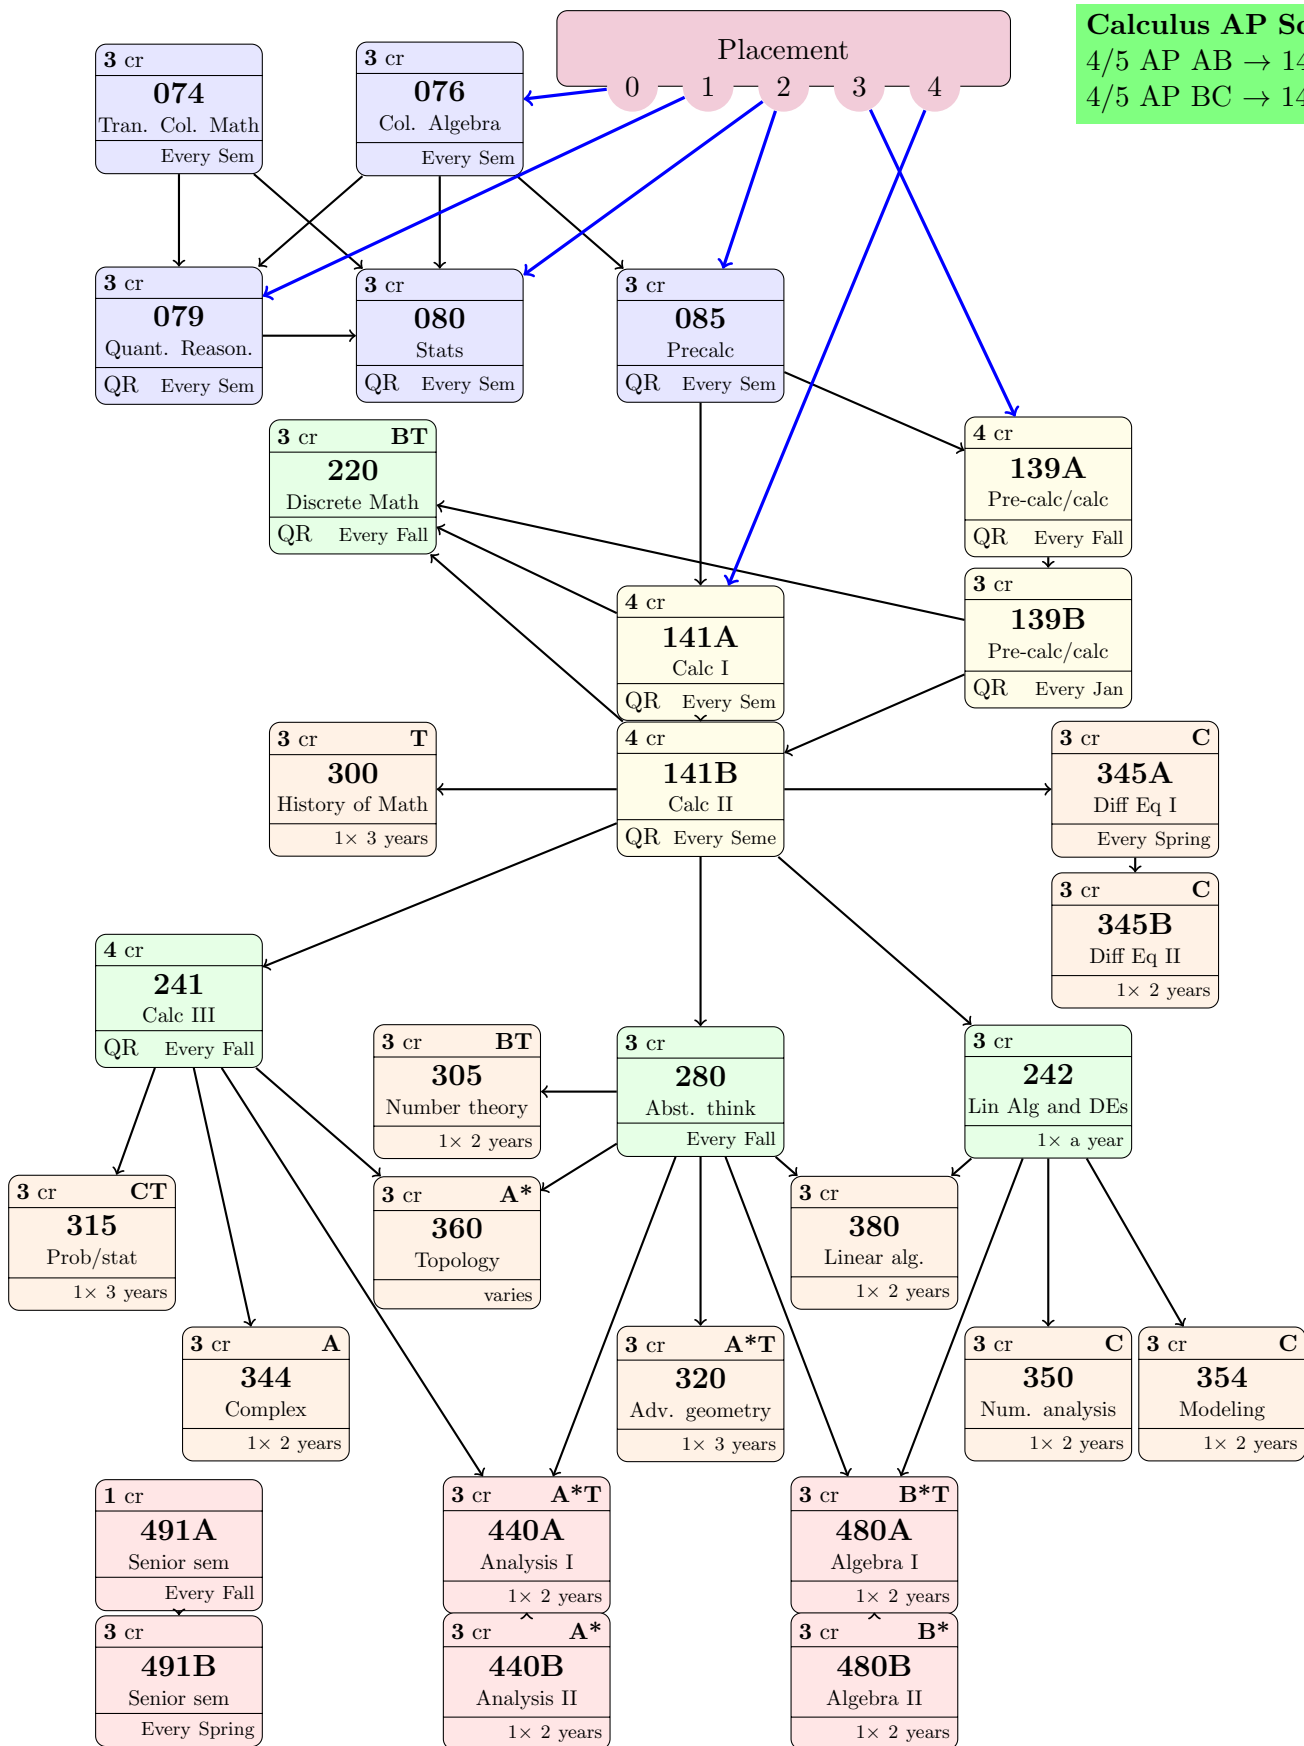 Placement
0 1 2 3 4
Calculus AP
4/5 AP AB →
4/5 AP BC →
3 cr
074
Tran. Col. Math
Every Sem
3 cr
076
Col. Algebra
Every Sem
3 cr
079
Quant. Reason.
QR Every Sem
3 cr
080
Stats
QR Every Sem
3 cr
085
Precalc
QR Every Sem
3 cr BT
220
Discrete Math
QR Every Fall
4 cr
139A
Pre-calc/calc
QR Every Fall
3 cr
139B
Pre-calc/calc
QR Every Jan
4 cr
141A
Calc I
QR Every Sem
3 cr T
300
History of Math
1× 3 years
4 cr
141B
Calc II
QR Every Seme
3 cr C
345A
Diff Eq I
Every Spring
3 cr C
345B
Diff Eq II
1× 2 years
4 cr
241
Calc III
QR Every Fall
3 cr BT
305
Number theory
1× 2 years
3 cr
280
Abst. think
Every Fall
3 cr
242
Lin Alg and DEs
1× a year
3 cr CT
315
Prob/stat
1× 3 years
3 cr A*
360
Topology
varies
3 cr
380
Linear alg.
1× 2 years
3 cr A
344
Complex
1× 2 years
3 cr A*T
320
Adv. geometry
1× 3 years
3 cr C
350
Num. analysis
1× 2 years
3 cr C
354
Modeling
1× 2 years
1 cr
491A
Senior sem
Every Fall
3 cr
491B
Senior sem
Every Spring
3 cr A*T
440A
Analysis I
1× 2 years
3 cr A*
440B
Analysis II
1× 2 years
3 cr B*T
480A
Algebra I
1× 2 years
3 cr B*
480B
Algebra II
1× 2 years